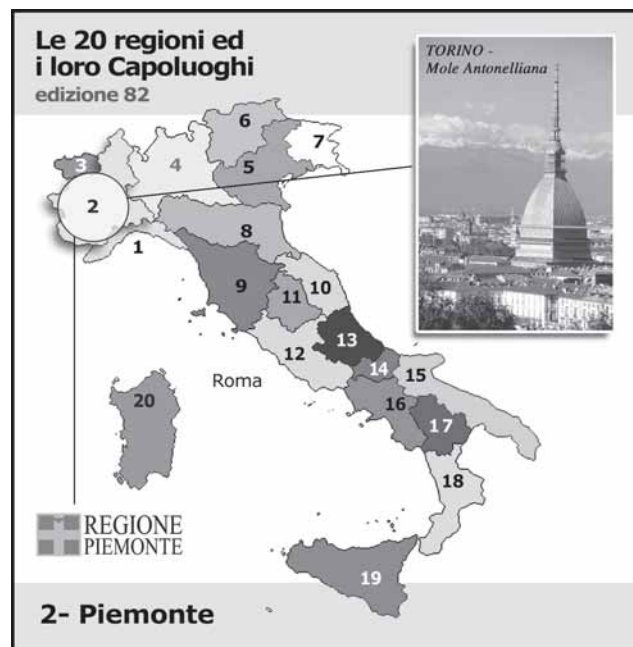 Le 20 regioni ed
i loro Capoluoghi
edizione 82
TORINO -
Mole Antonelliana
6
7
3
4
5
2
8
1
10
9
11
13
12
14
15
Roma
20
16
17
18
REGIONE
PIEMONTE
19
2- Piemonte